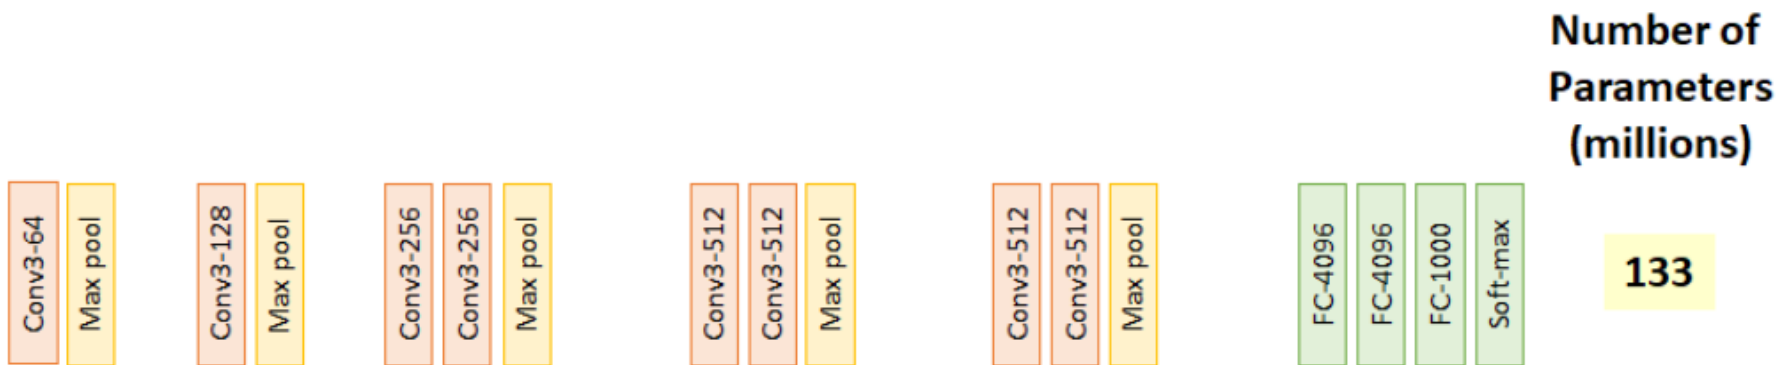 Number of
Parameters
(millions)
Conv3-64
Max pool
Conv3-128
Max pool
Conv3-256
Conv3-256
Max pool
Conv3-512
Conv3-512
Max pool
Conv3-512
Conv3-512
Max pool
FC-4096
FC-4096
FC-1000
Soft-max
133